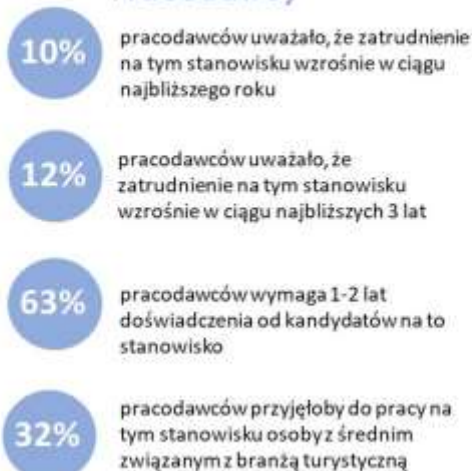 10%
pracodawców uważało, że zatrudnienie
na tym stanowisku wzrośnie w ciągu
najbliższego roku
12%
pracodawców uważało, że
zatrudnienie na tym stanowisku
wzrośnie w ciągu najbliższych 3 lat
63%
pracodawców wymaga 1-2 lat
doświadczenia od kandydatów na to
stanowisko
32%
pracodawców przyjęłoby do pracy na
tym stanowisku osoby z średnim
związanym z branżą turystyczną